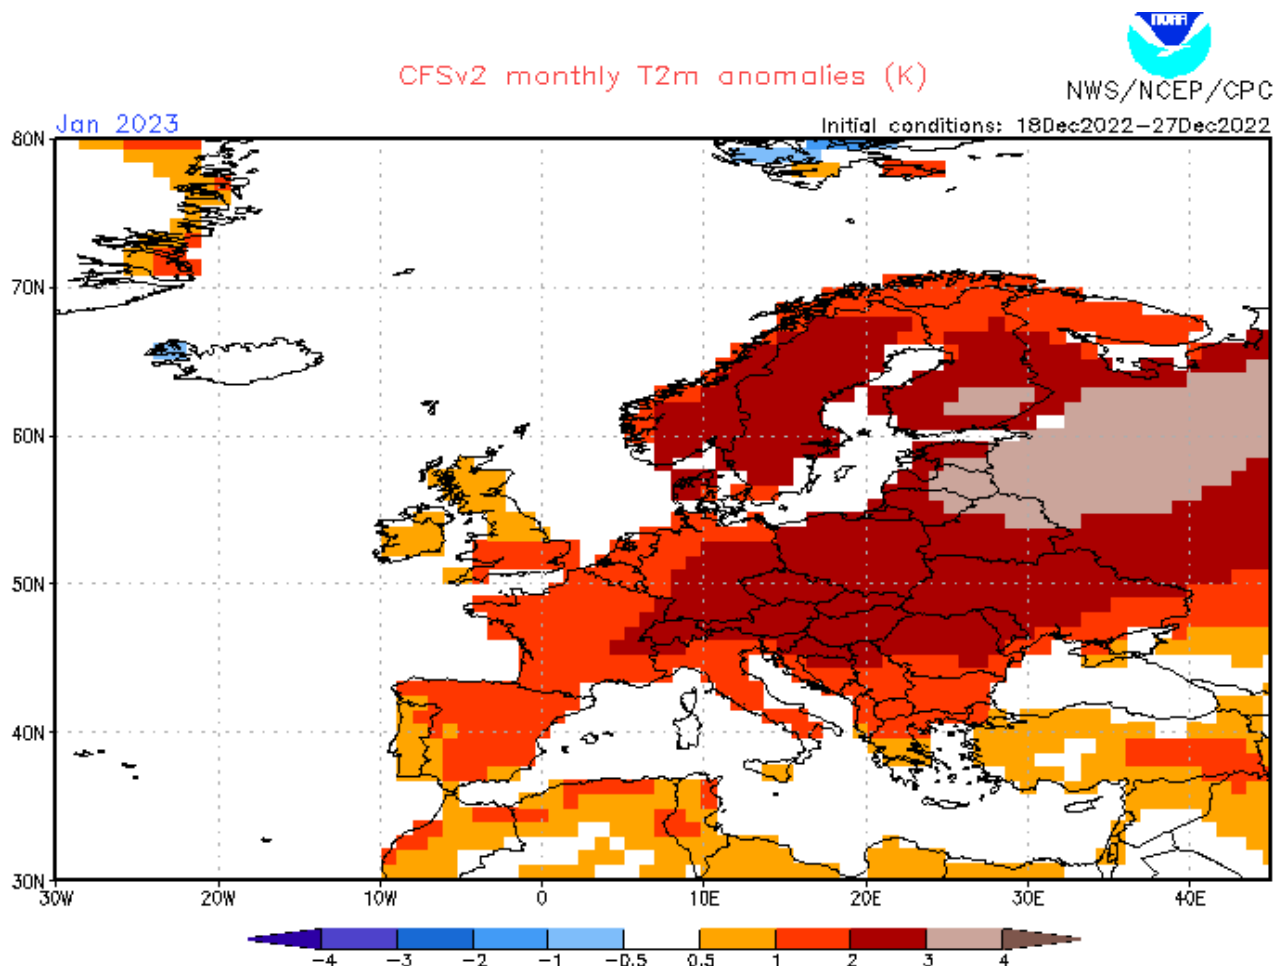 NOAA
CFSv2 monthly T2m anomalies (K)
NWS/NCEP/CPC
Jan 2023
Initial conditions: 18Dec2022-27Dec2022
80N
70N
60N
50N
40N
30N
30W 20W 10W 0 10E 20E 30E 40E
-4 -3 -2 -1 -0.5 0.5 1 2 3 4